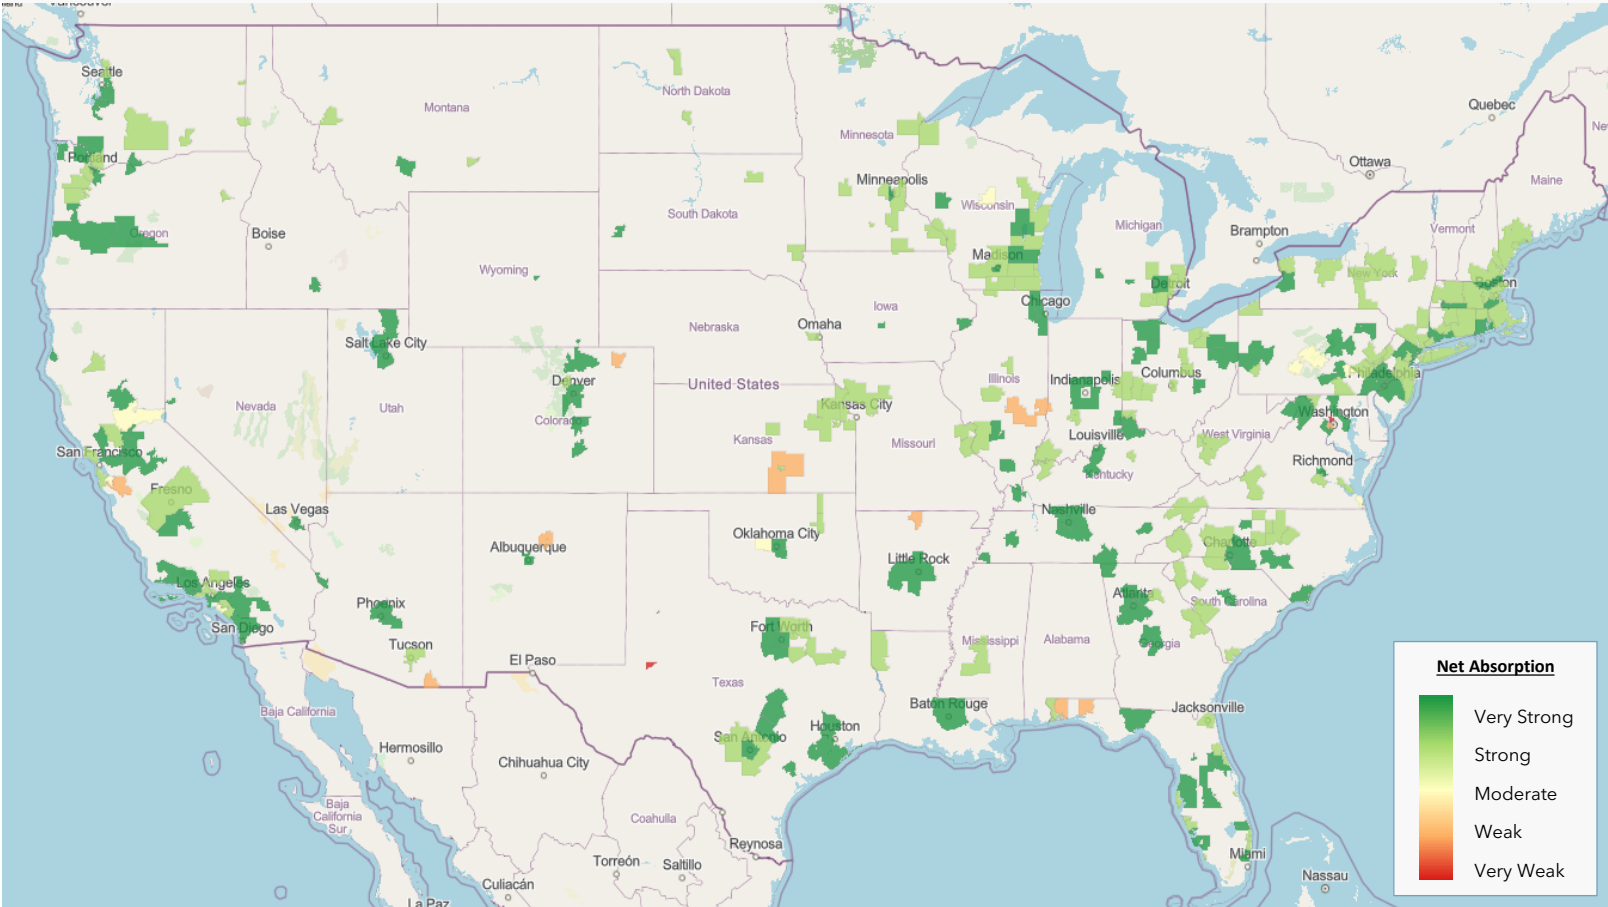 Vancouver
Seattle
Montana
North Dakota
Minnesota
Quebec
Ottawa
Portland
Maine
Minneapolis
Wisconsin
South Dakota
Oregon
Boise
Michigan
Brampton
Vermont
Madison
Wyoming
New York
Boston
Detroit
Chicago
Iowa
Nebraska
Omaha
Salt Lake City
Denver
United States
Illinois
Indianapolis
Columbus
Philadelphia
Nevada
Utah
Colorado
Kansas City
Kansas
Missouri
Louisville
Washington
West Virginia
San Francisco
Richmond
Kentucky
Fresno
Las Vegas
Nashville
Albuquerque
Oklahoma City
Charlotte
Little Rock
Los Angeles
Phoenix
Atlanta
South Carolina
San Diego
Fort Worth
Tucson
Mississippi
Alabama
Georgia
El Paso
Texas
Baja California
Baton Rouge
Jacksonville
Houston
San Antonio
Hermosillo
Chihuahua City
Baja
California
Sur
Coahuila
Reynosa
Torreón
Saltillo
Miami
Nassau
Culiacán
La Paz
Net Absorption
Very Strong
Strong
Moderate
Weak
Very Weak